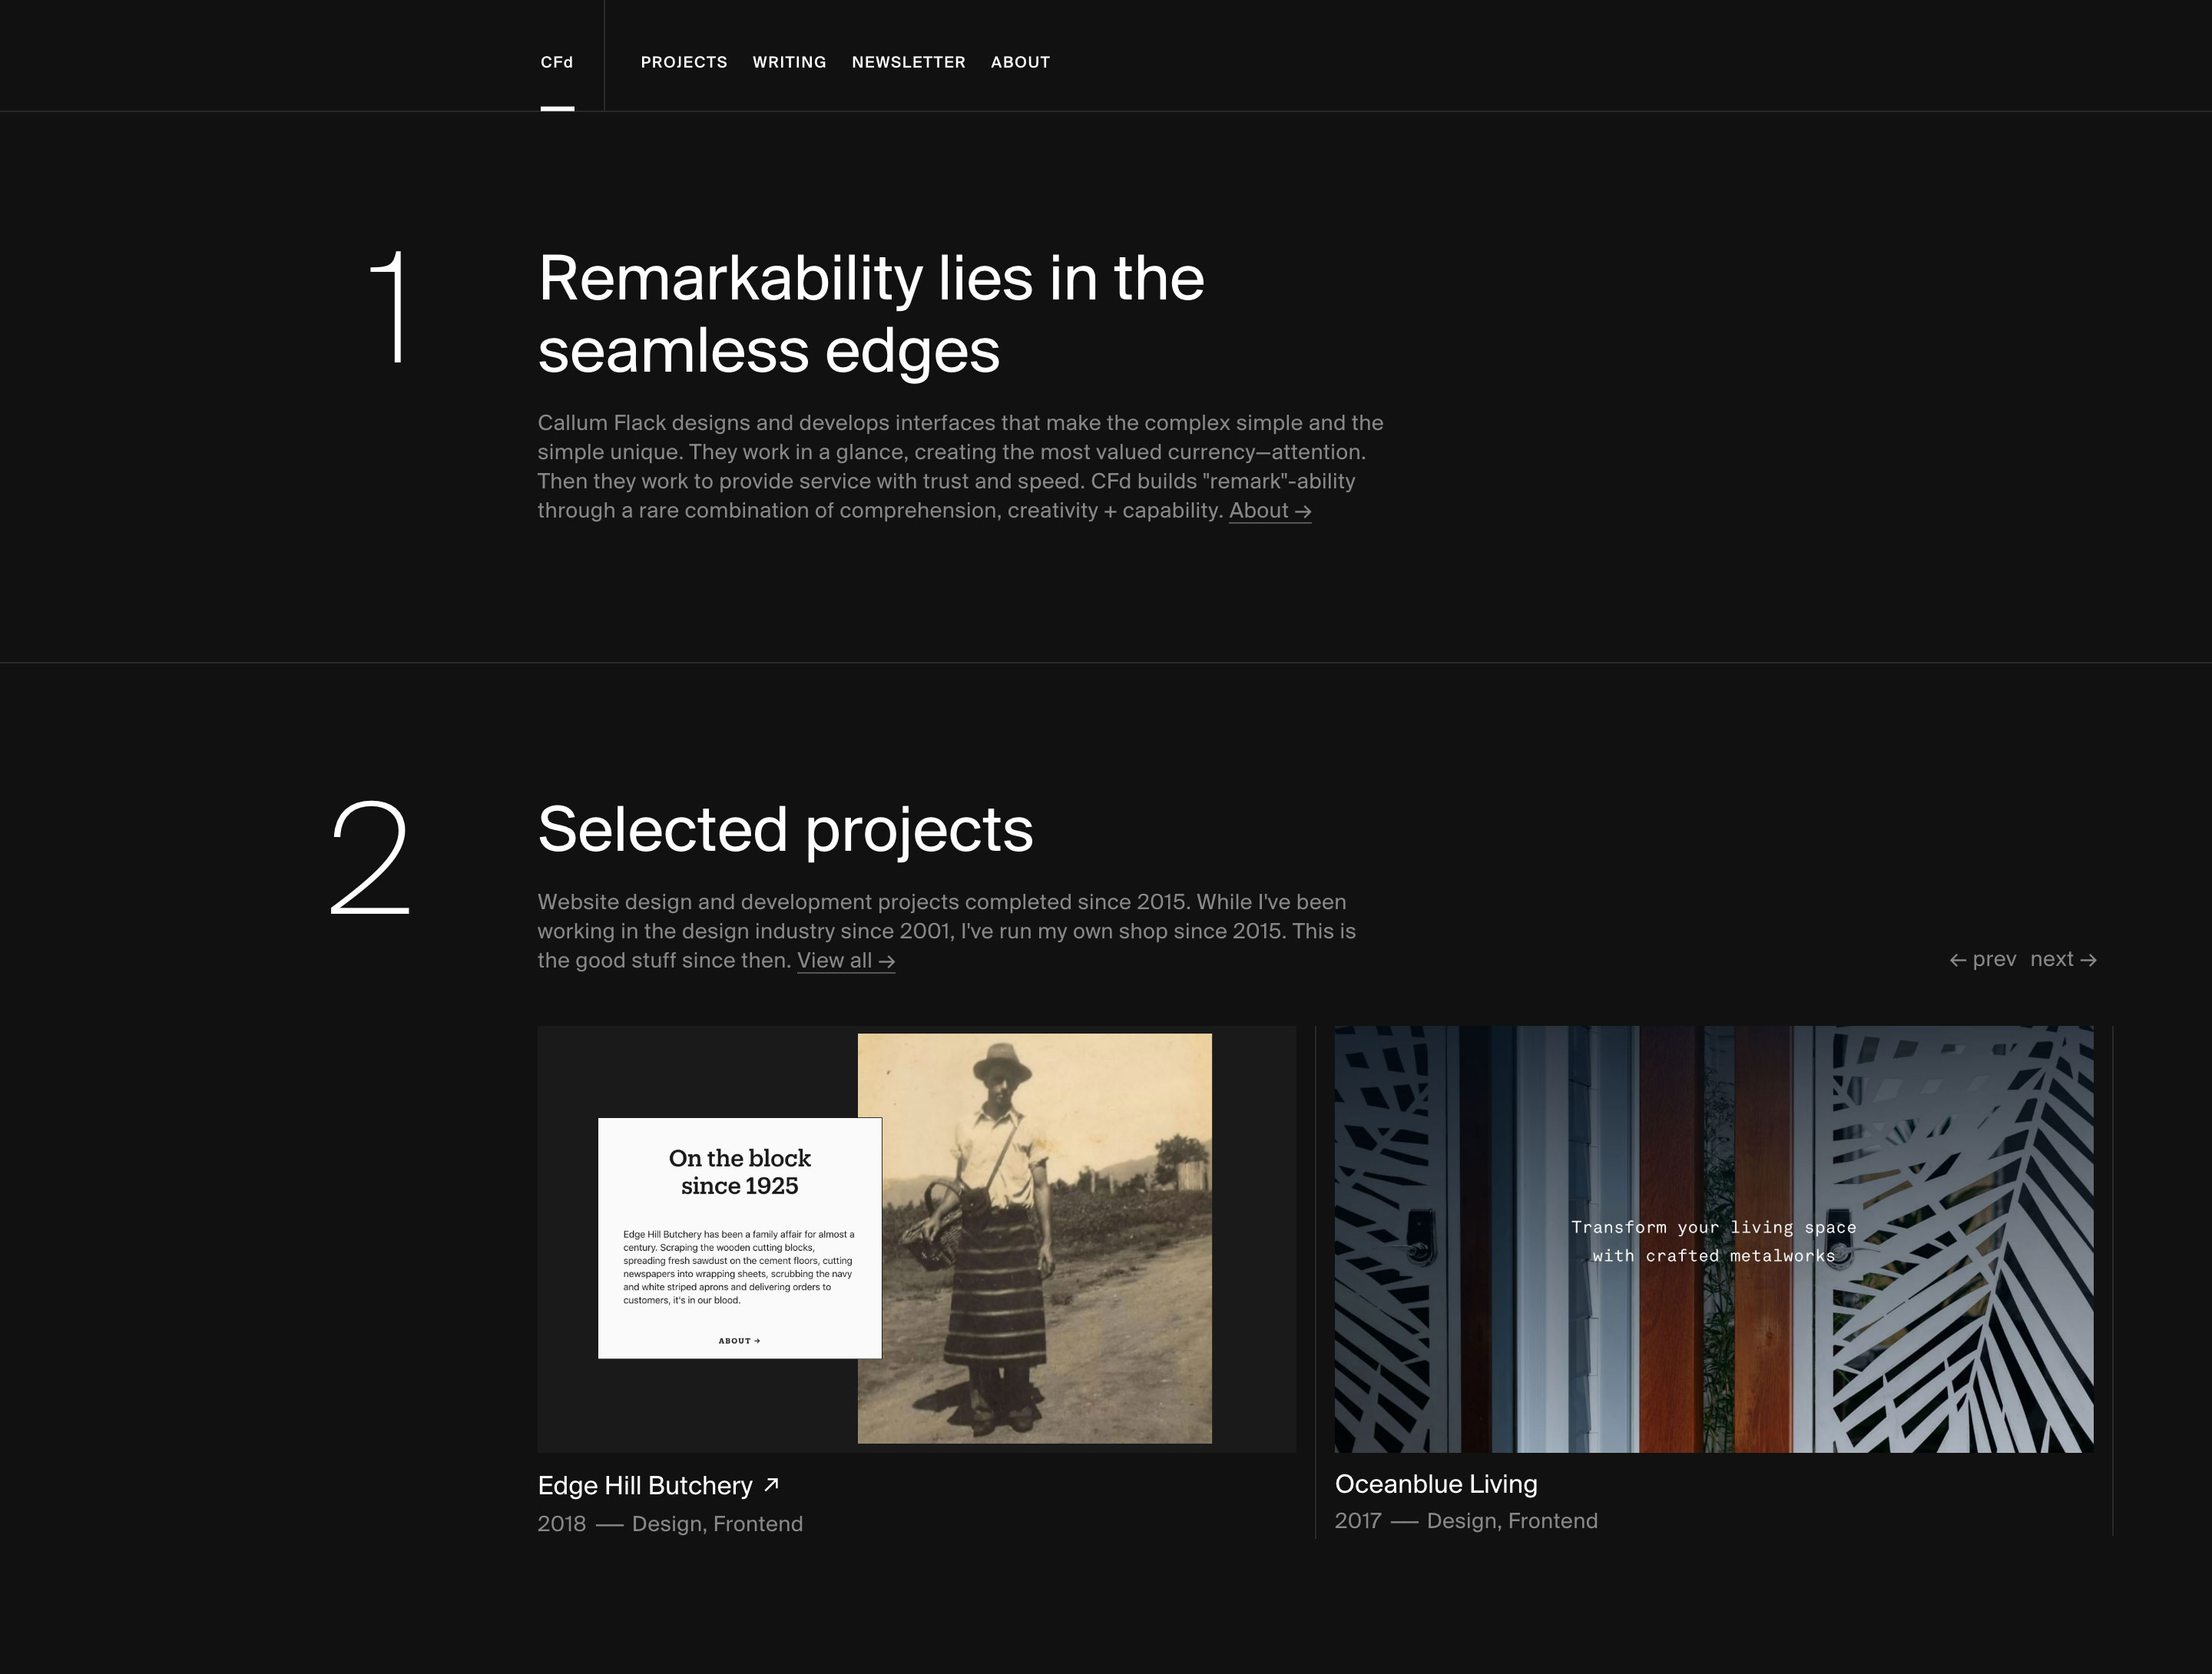 CFd
PROJECTS WRITING NEWSLETTER ABOUT
1
Remarkability lies in the
seamless edges
Callum Flack designs and develops interfaces that make the complex simple and the
simple unique. They work in a glance, creating the most valued currency—attention.
Then they work to provide service with trust and speed. CFd builds "remark"-ability
through a rare combination of comprehension, creativity + capability. About →
2
Selected projects
Website design and development projects completed since 2015. While I've been
working in the design industry since 2001, I've run my own shop since 2015. This is
the good stuff since then. View all →
← prev next →
On the block
since 1925
Edge Hill Butchery has been a family affair for almost a
century. Scraping the wooden cutting blocks,
spreading fresh sawdust on the cement floors, cutting
newspapers into wrapping sheets, scrubbing the navy
and white striped aprons and delivering orders to
customers, it's in our blood.
ABOUT →
Transform your living space
with crafted metalworks
Edge Hill Butchery ↗
2018 — Design, Frontend
Oceanblue Living
2017 — Design, Frontend